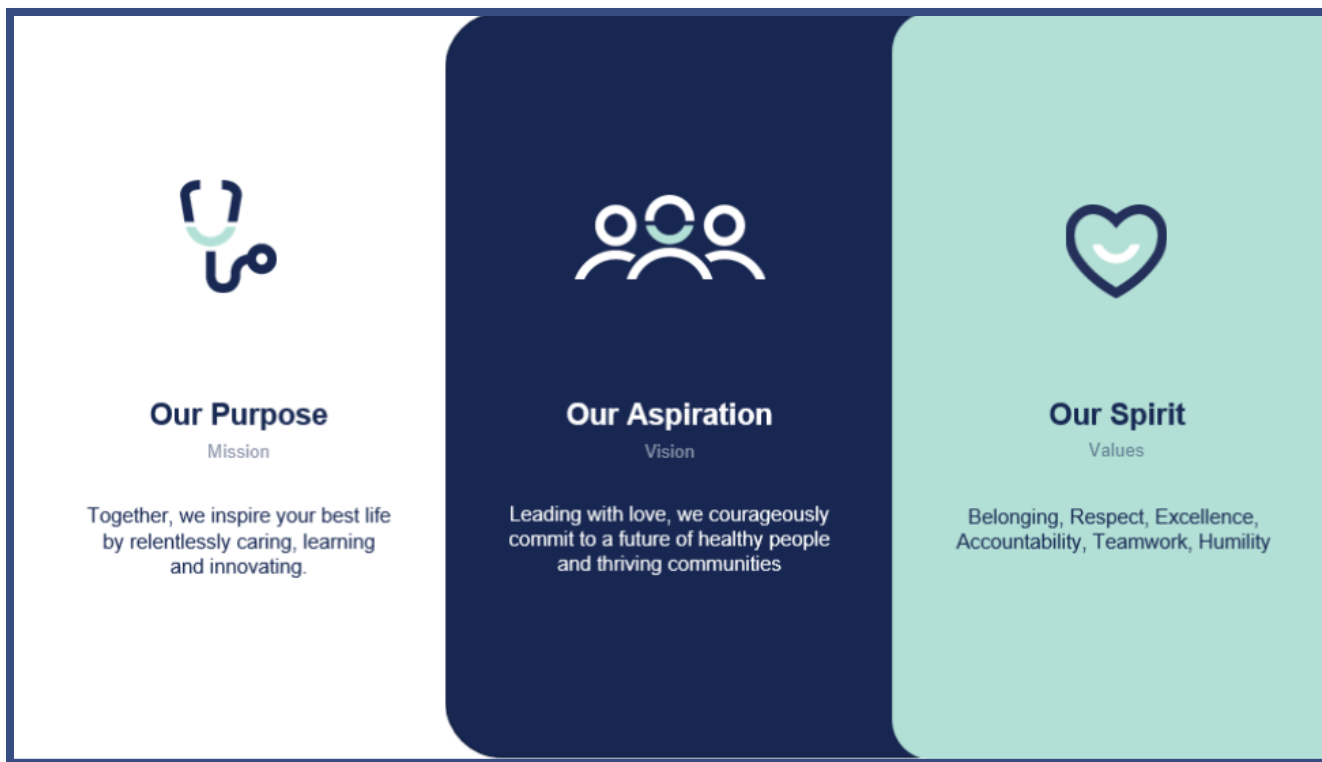 Our Purpose
Mission
Together, we inspire your best life
by relentlessly caring, learning
and innovating.
Our Aspiration
Vision
Leading with love, we courageously
commit to a future of healthy people
and thriving communities
Our Spirit
Values
Belonging, Respect, Excellence,
Accountability, Teamwork, Humility